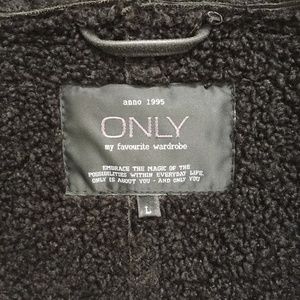 anno 1995
ONLY
my favourite wardrobe
EMBRACE THE MAGIC OF THE
POSSIBILITIES WITHIN EVERYDAY LIFE.
ONLY IS ABOUT YOU - AND ONLY YOU
L